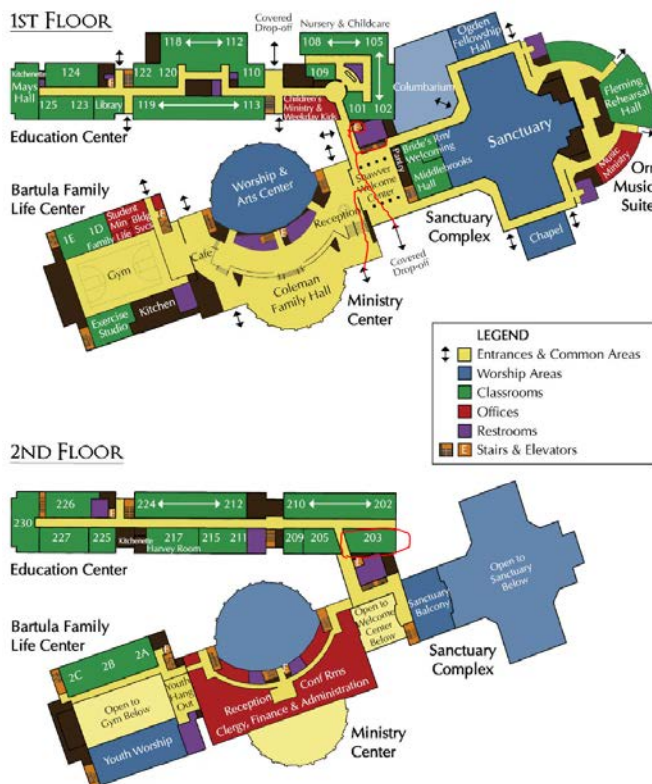 1ST FLOOR
Covered
Drop-off
Nursery & Childcare
118 112
108 105
Ogden
Fellowship
Hall
Kitchenette
Mays
Hall
124
122 120
110
109
Columbarium
Fleming
Rehearsal
Hall
125 123
Library
119 113
Children's
Ministry &
Weekday Kids
101 102
E
Sanctuary
Education Center
Bride's Rm/
Welcoming
Pantry
Middlebrooks
Hall
Music
Ministry
Worship &
Arts Center
Shawver
Welcome
Center
Orr
Music
Suite
Bartula Family
Life Center
Student
Min Bldg
Life Svcs
1E
1D
Family
Reception
E
Sanctuary
Complex
Chapel
Cafe
Gym
Coleman
Family Hall
Covered
Drop-off
Kitchen
Exercise
Studio
Ministry
Center
LEGEND
Entrances & Common Areas
Worship Areas
Classrooms
Offices
Restrooms
E Stairs & Elevators
2ND FLOOR
226
224 212
210 202
230
227 225
Kitchenette
Harvey Room
217 215 211
209 205
203
Education Center
E
Open to
Sanctuary
Below
Open to
Welcome
Center
Below
Sanctuary
Balcony
Bartula Family
Life Center
2C 2B 2A
Sanctuary
Complex
Youth
Hang
Out
Open to
Gym Below
Reception
Conf Rms
Clergy, Finance & Administration
Youth Worship
Ministry
Center